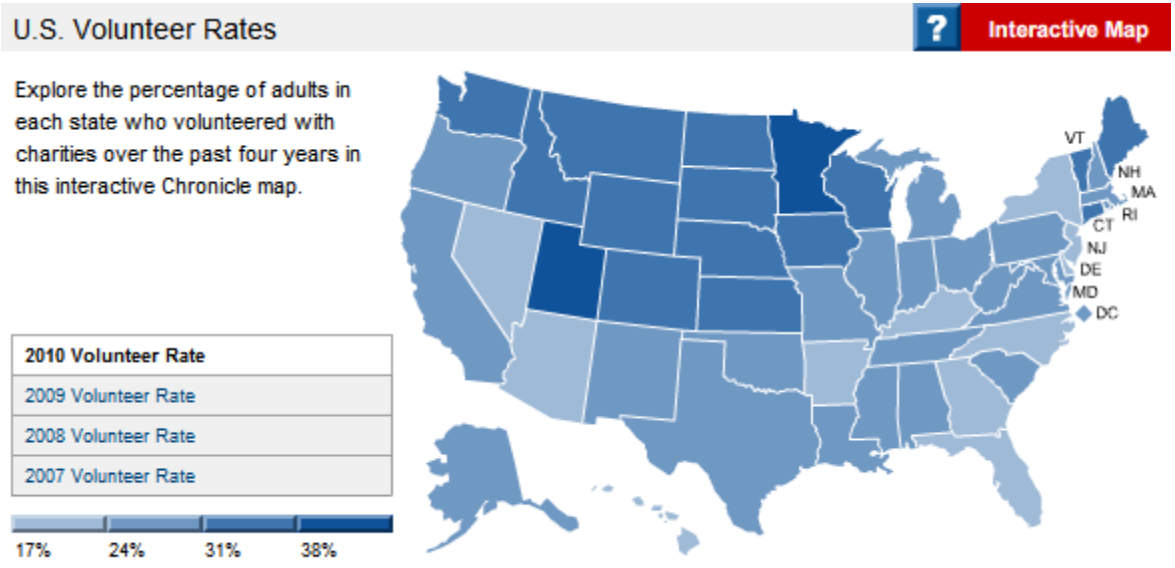 U.S. Volunteer Rates
?
Interactive Map
Explore the percentage of adults in
each state who volunteered with
charities over the past four years in
this interactive Chronicle map.
VT
NH
MA
RI
CT
NJ
DE
MD
DC
2010 Volunteer Rate
2009 Volunteer Rate
2008 Volunteer Rate
2007 Volunteer Rate
17% 24% 31% 38%